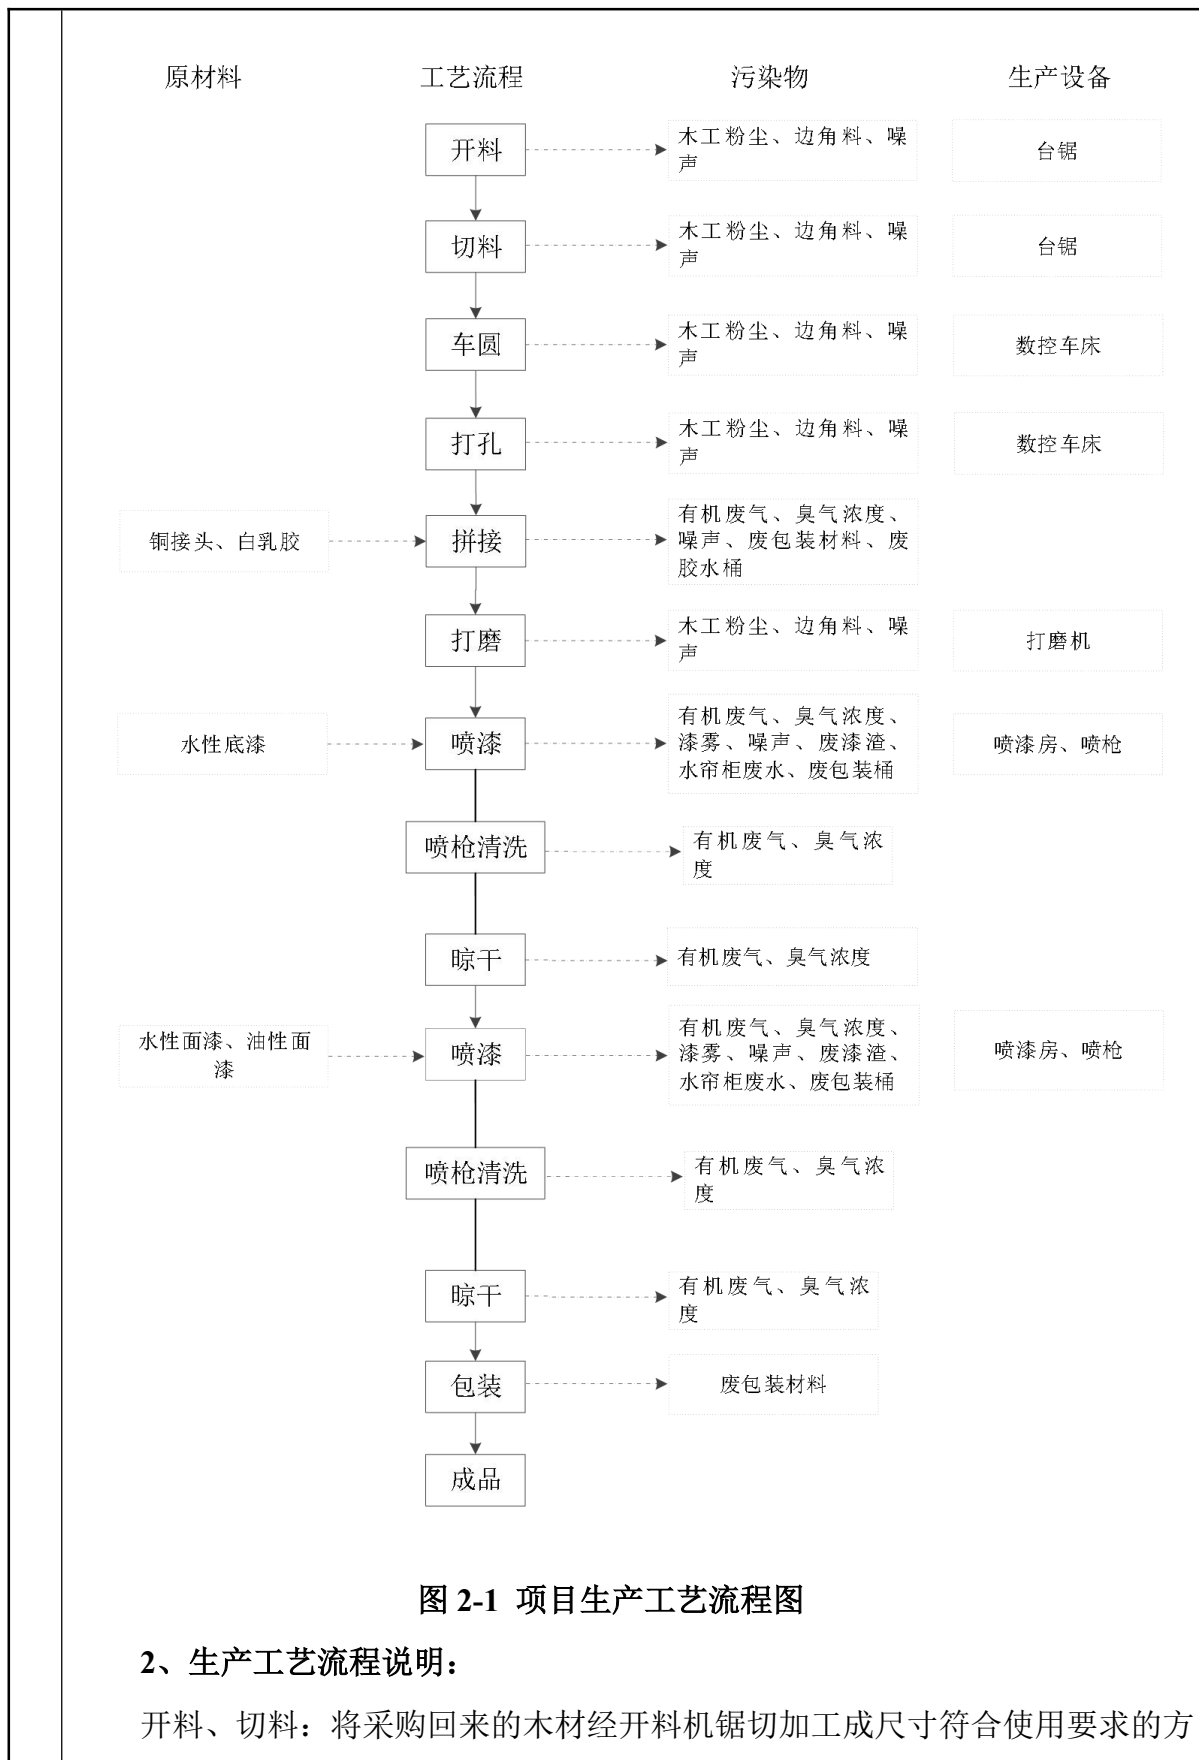 原材料 工艺流程 污染物 生产设备
开料
木工粉尘、边角料、噪
声
台锯
切料
木工粉尘、边角料、噪
声
台锯
车圆
木工粉尘、边角料、噪
声
数控车床
打孔
木工粉尘、边角料、噪
声
数控车床
铜接头、白乳胶
拼接
有机废气、臭气浓度、
噪声、废包装材料、废
胶水桶
打磨
木工粉尘、边角料、噪
声
打磨机
水性底漆
喷漆
有机废气、臭气浓度、
漆雾、噪声、废漆渣、
水帘柜废水、废包装桶
喷漆房、喷枪
喷枪清洗
有机废气、臭气浓
度
晾干
有机废气、臭气浓度
水性面漆、油性面
漆
喷漆
有机废气、臭气浓度、
漆雾、噪声、废漆渣、
水帘柜废水、废包装桶
喷漆房、喷枪
喷枪清洗
有机废气、臭气浓
度
晾干
有机废气、臭气浓
度
包装
废包装材料
成品
图 2-1 项目生产工艺流程图
2、生产工艺流程说明：
开料、切料：将采购回来的木材经开料机锯切加工成尺寸符合使用要求的方